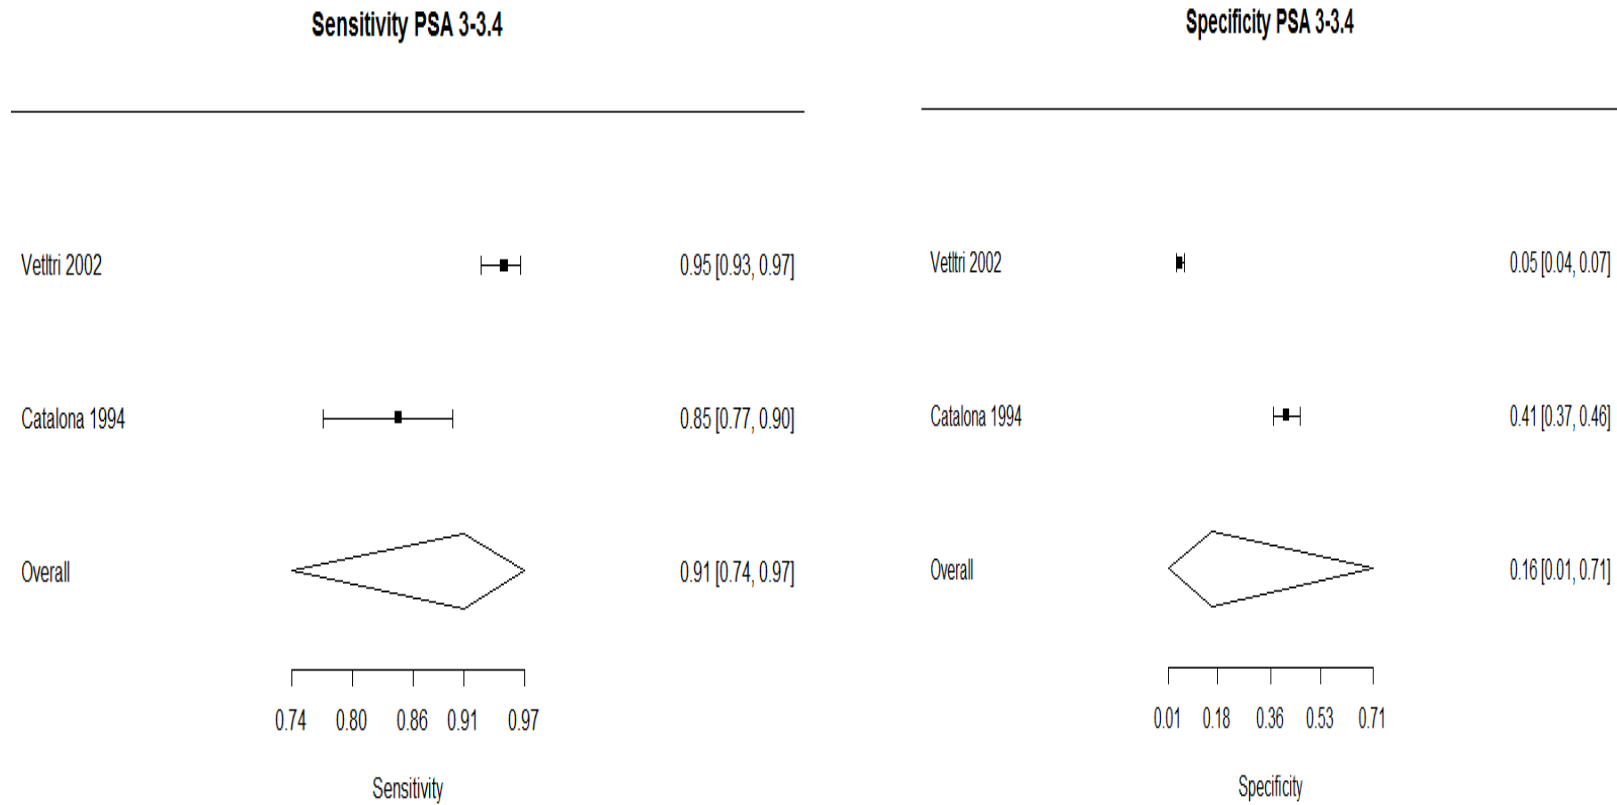 Sensitivity PSA 3-3.4
Vetltri 2002 0.95 [0.93, 0.97]
Catalona 1994 0.85 [0.77, 0.90]
Overall 0.91 [0.74, 0.97]
0.74 0.80 0.86 0.91 0.97
Sensitivity
Specificity PSA 3-3.4
Vetltri 2002 0.05 [0.04, 0.07]
Catalona 1994 0.41 [0.37, 0.46]
Overall 0.16 [0.01, 0.71]
0.01 0.18 0.36 0.53 0.71
Specificity